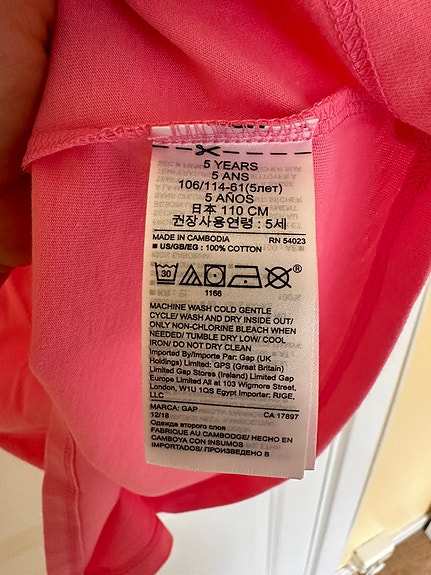 5 YEARS
5 ANS
106/114-61(5лет)
5 AÑOS
日本 110 CM
권장사용연령 : 5세
MADE IN CAMBODIA RN 54023
■ US/GB/EG : 100% COTTON
30 ®
1166
MACHINE WASH COLD GENTLE
CYCLE/ WASH AND DRY INSIDE OUT/
ONLY NON-CHLORINE BLEACH WHEN
NEEDED/ TUMBLE DRY LOW/ COOL
IRON/ DO NOT DRY CLEAN
Imported By/Importe Par: Gap (UK
Holdings) Limited: GPS (Great Britain)
Limited Gap Stores (Ireland) Limited Gap
Europe Limited All at 103 Wigmore Street,
London, W1U 1QS Egypt Importer: RIGE,
LLC
MARCA: GAP CA 17897
12/18
Одежда второго слоя
FABRIQUE AU CAMBODGE/ HECHO EN
CAMBOYA CON INSUMOS
IMPORTADOS/ ПРОИЗВЕДЕНО В